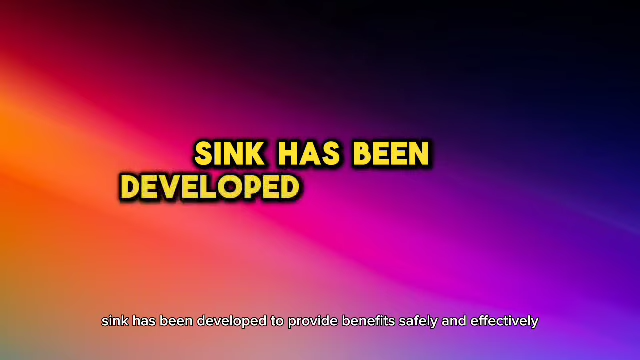 SINK HAS BEEN
DEVELOPED
sink has been developed to provide benefits safely and effectively